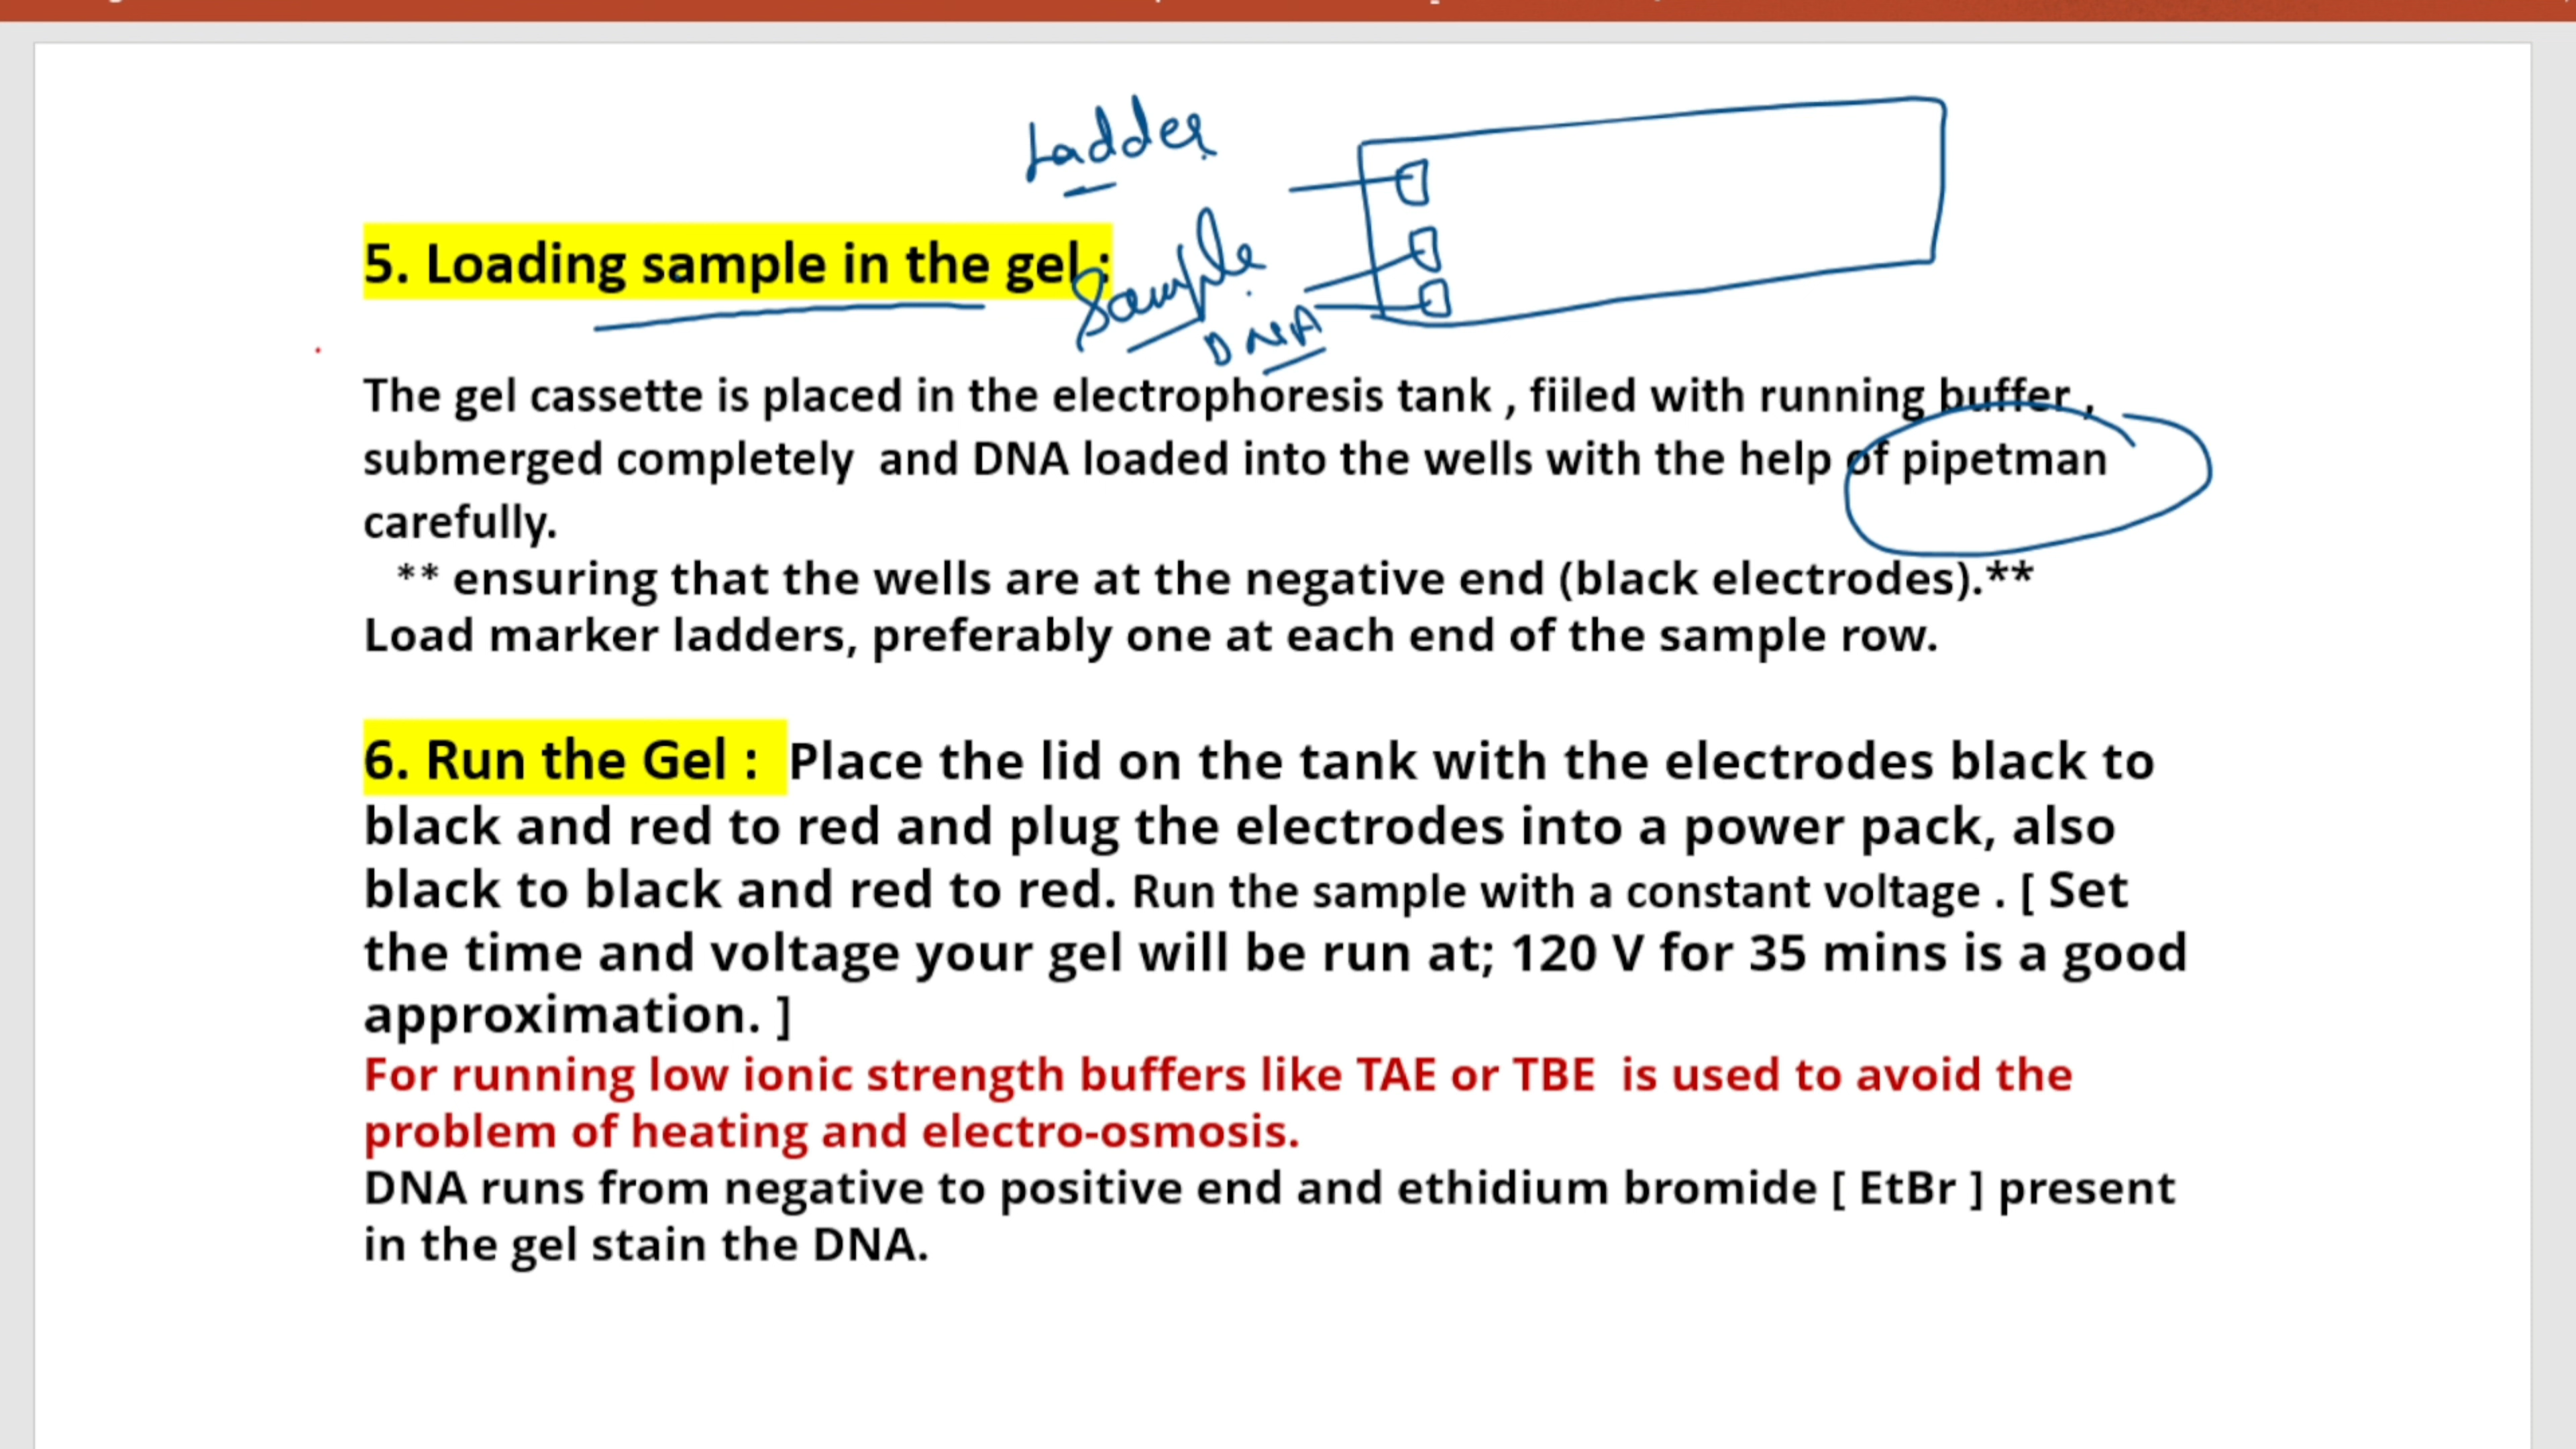 Ladder
5. Loading sample in the gel :
Sample
DNA
The gel cassette is placed in the electrophoresis tank , fiiled with running buffer ,
submerged completely  and DNA loaded into the wells with the help of pipetman
carefully.
** ensuring that the wells are at the negative end (black electrodes).**
Load marker ladders, preferably one at each end of the sample row.
6. Run the Gel :  Place the lid on the tank with the electrodes black to
black and red to red and plug the electrodes into a power pack, also
black to black and red to red. Run the sample with a constant voltage . [ Set
the time and voltage your gel will be run at; 120 V for 35 mins is a good
approximation. ]
For running low ionic strength buffers like TAE or TBE  is used to avoid the
problem of heating and electro-osmosis.
DNA runs from negative to positive end and ethidium bromide [ EtBr ] present
in the gel stain the DNA.